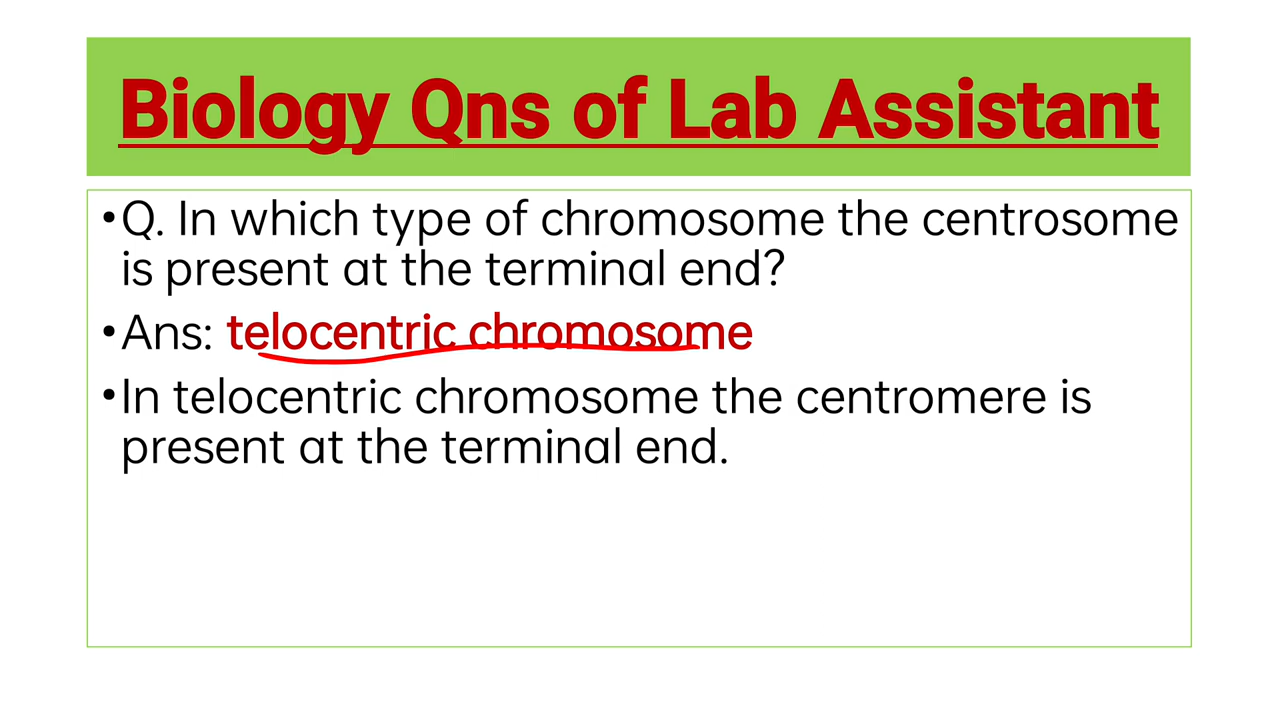 Biology Qns of Lab Assistant
•Q. In which type of chromosome the centrosome
is present at the terminal end?
•Ans: telocentric chromosome
•In telocentric chromosome the centromere is
present at the terminal end.